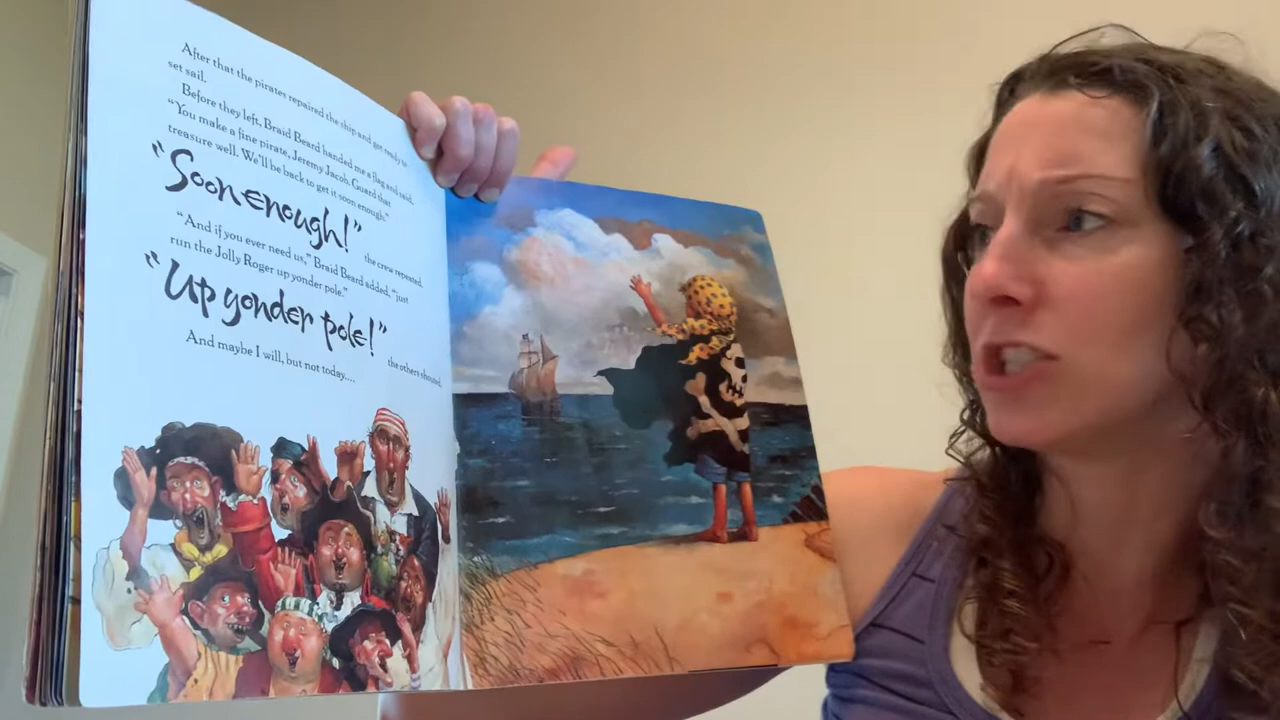 After that the pirates repaired the ship and got ready to
set sail.
Before they left, Braid Beard handed me a flag and said,
“You make a fine pirate, Jeremy Jacob. Guard that
treasure well. We’ll be back to get it soon enough.”
“Soon enough!” the crew repeated.
“And if you ever need us,” Braid Beard added, “just
run the Jolly Roger up yonder pole.”
“Up yonder pole!” the others shouted.
And maybe I will, but not today....